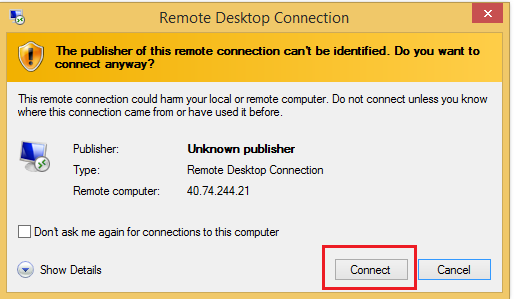 Remote Desktop Connection
The publisher of this remote connection can't be identified. Do you want to
connect anyway?
This remote connection could harm your local or remote computer. Do not connect unless you know
where this connection came from or have used it before.
Publisher: Unknown publisher
Type: Remote Desktop Connection
Remote computer: 40.74.244.21
Don't ask me again for connections to this computer
Show Details Connect Cancel